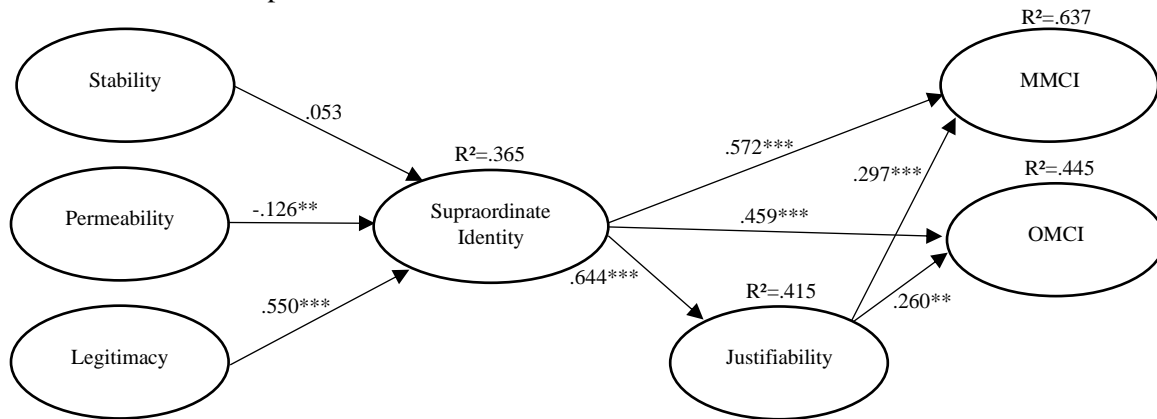 R²=.637
Stability
MMCI
.053
R²=.365
.572***
.297***
R²=.445
Permeability
-.126**
Supraordinate
Identity
.459***
OMCI
.644***
.550***
R²=.415
.260**
Legitimacy
Justifiability